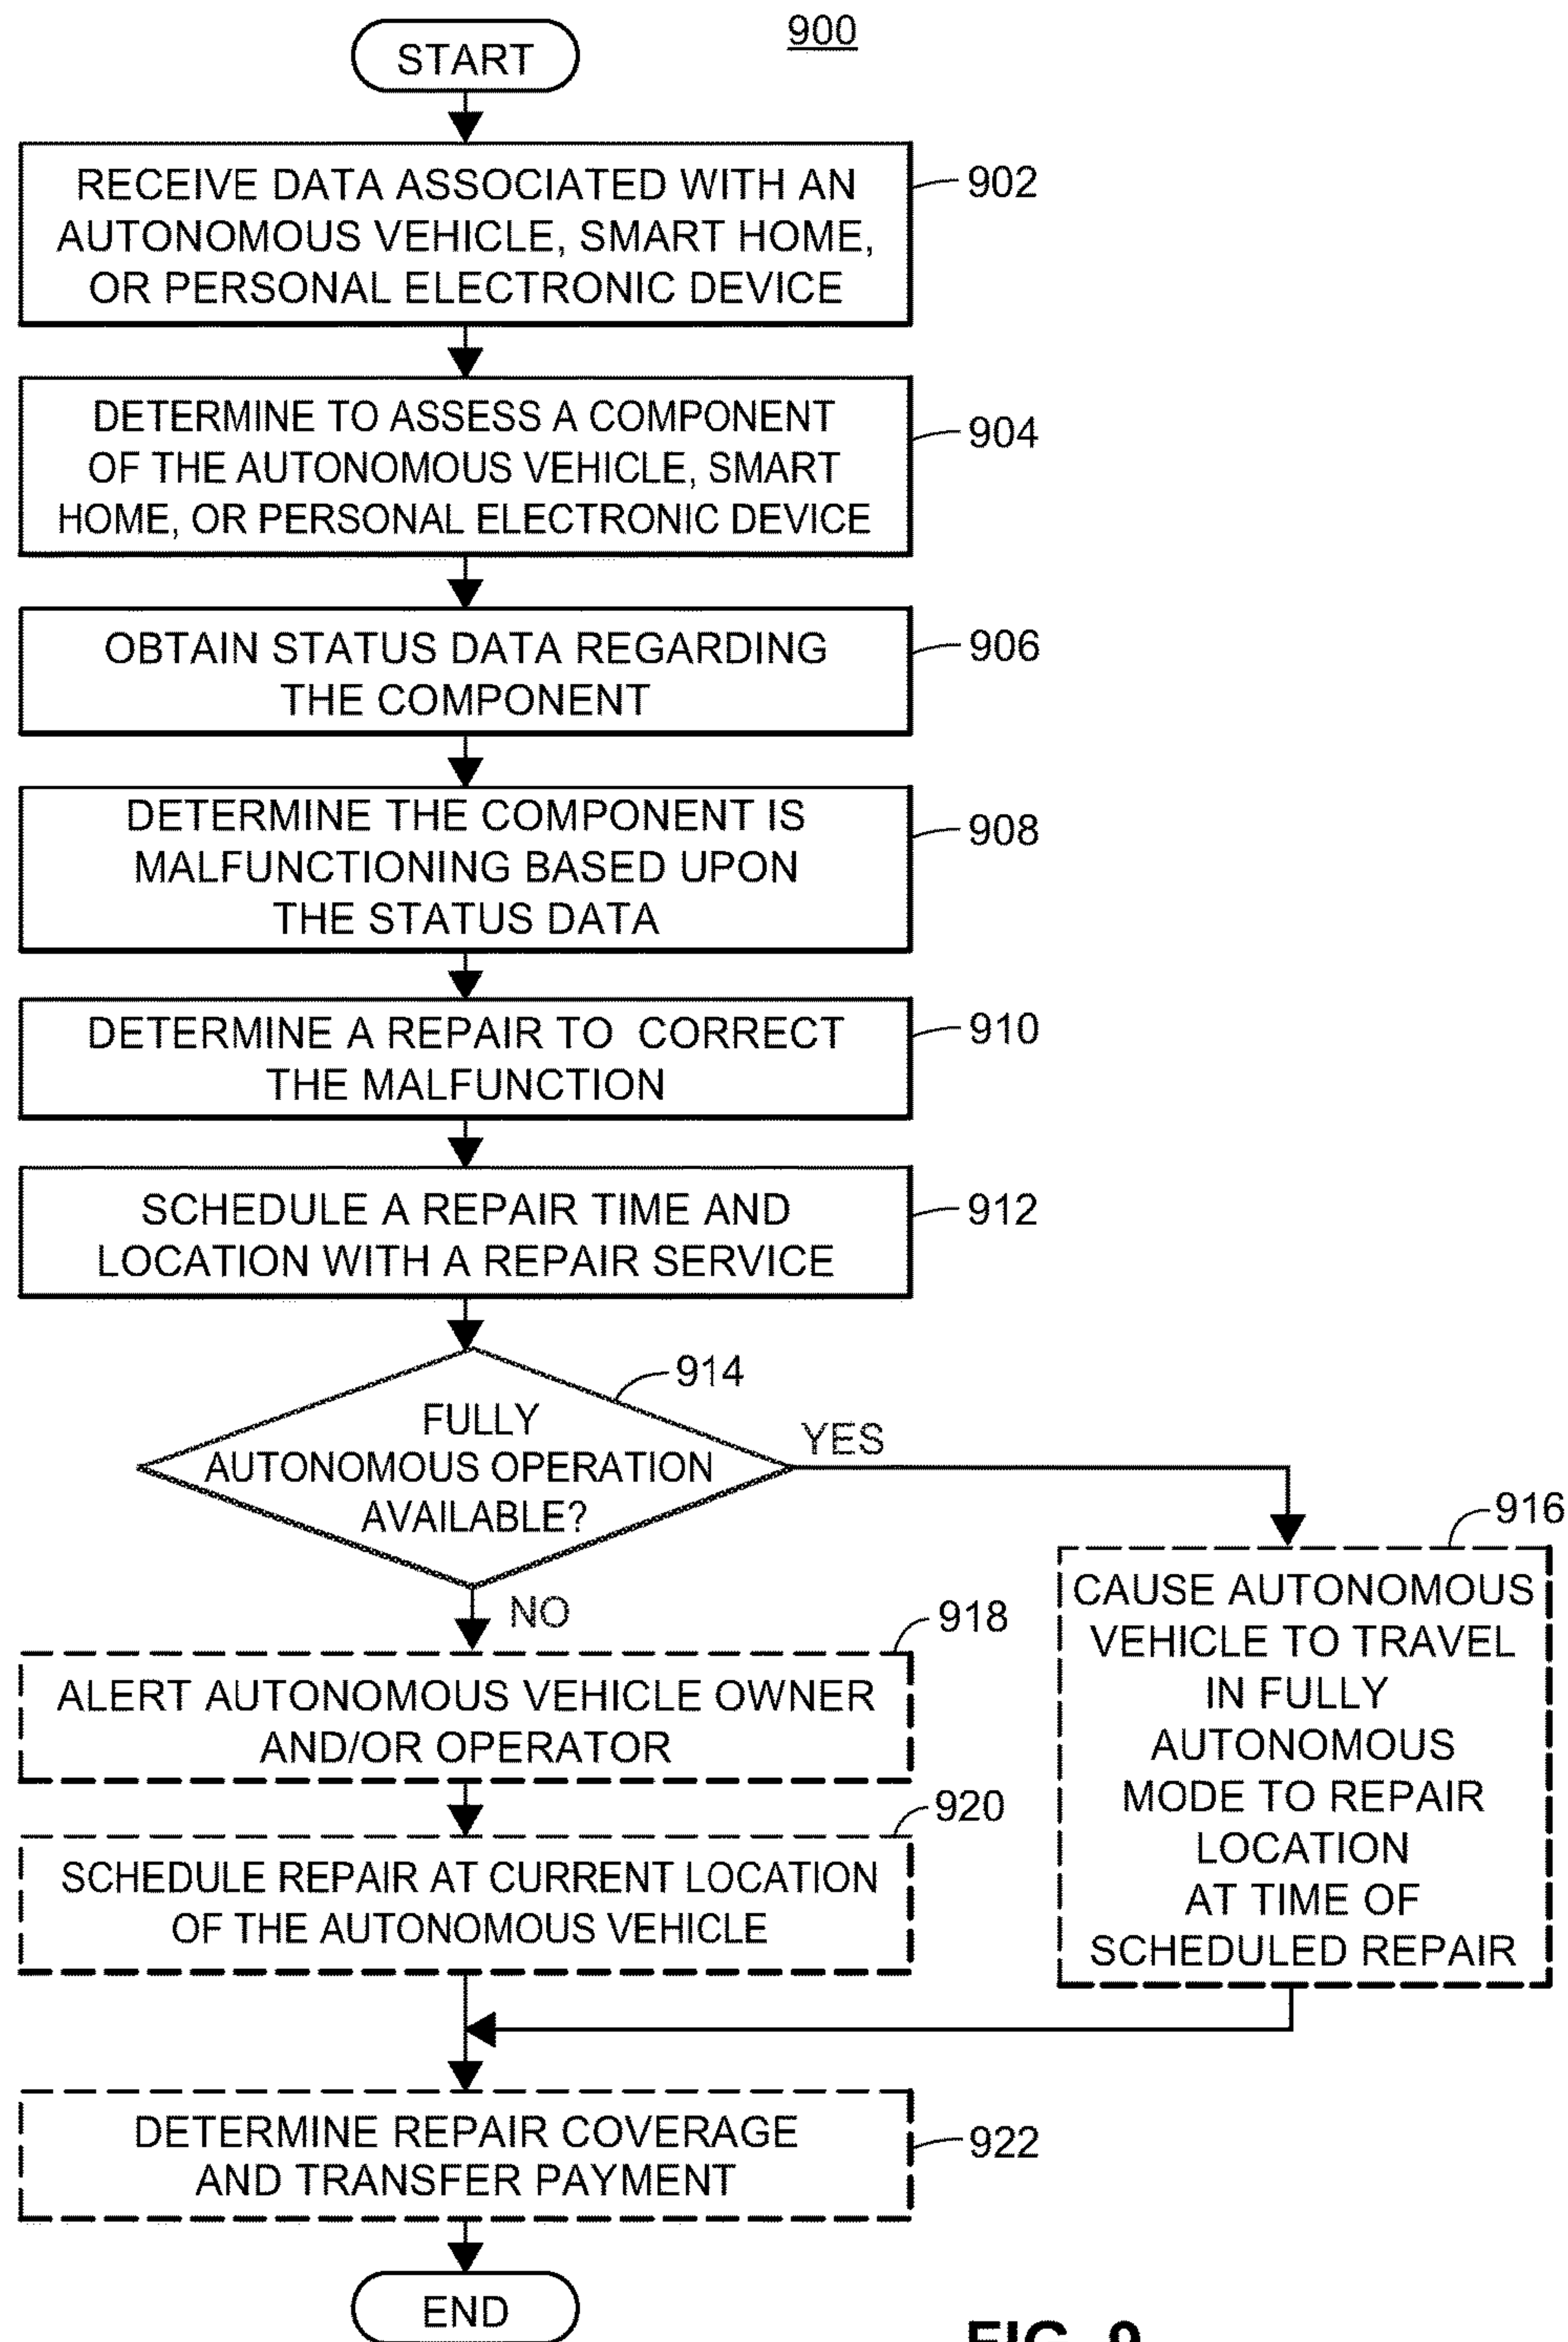 900
START
RECEIVE DATA ASSOCIATED WITH AN
AUTONOMOUS VEHICLE, SMART HOME,
OR PERSONAL ELECTRONIC DEVICE
902
DETERMINE TO ASSESS A COMPONENT
OF THE AUTONOMOUS VEHICLE, SMART
HOME, OR PERSONAL ELECTRONIC DEVICE
904
OBTAIN STATUS DATA REGARDING
THE COMPONENT
906
DETERMINE THE COMPONENT IS
MALFUNCTIONING BASED UPON
THE STATUS DATA
908
DETERMINE A REPAIR TO CORRECT
THE MALFUNCTION
910
SCHEDULE A REPAIR TIME AND
LOCATION WITH A REPAIR SERVICE
912
914
FULLY
AUTONOMOUS OPERATION
AVAILABLE?
YES
916
CAUSE AUTONOMOUS
VEHICLE TO TRAVEL
IN FULLY
AUTONOMOUS
MODE TO REPAIR
LOCATION
AT TIME OF
SCHEDULED REPAIR
NO
918
ALERT AUTONOMOUS VEHICLE OWNER
AND/OR OPERATOR
920
SCHEDULE REPAIR AT CURRENT LOCATION
OF THE AUTONOMOUS VEHICLE
DETERMINE REPAIR COVERAGE
AND TRANSFER PAYMENT
922
END
FIG. 9